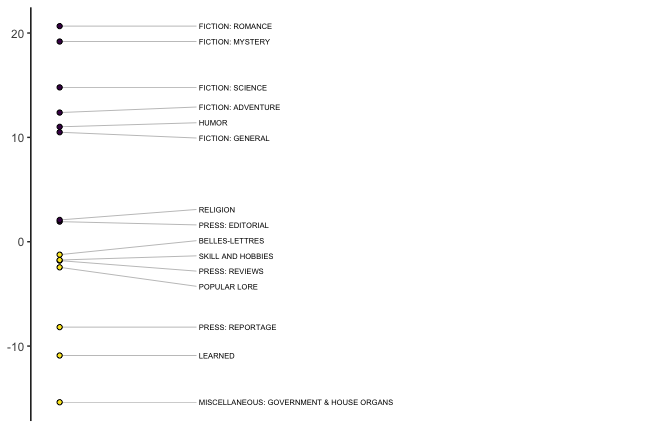 20
FICTION: ROMANCE
FICTION: MYSTERY
FICTION: SCIENCE
FICTION: ADVENTURE
HUMOR
10
FICTION: GENERAL
RELIGION
PRESS: EDITORIAL
0
BELLES-LETTRES
SKILL AND HOBBIES
PRESS: REVIEWS
POPULAR LORE
PRESS: REPORTAGE
-10
LEARNED
MISCELLANEOUS: GOVERNMENT & HOUSE ORGANS